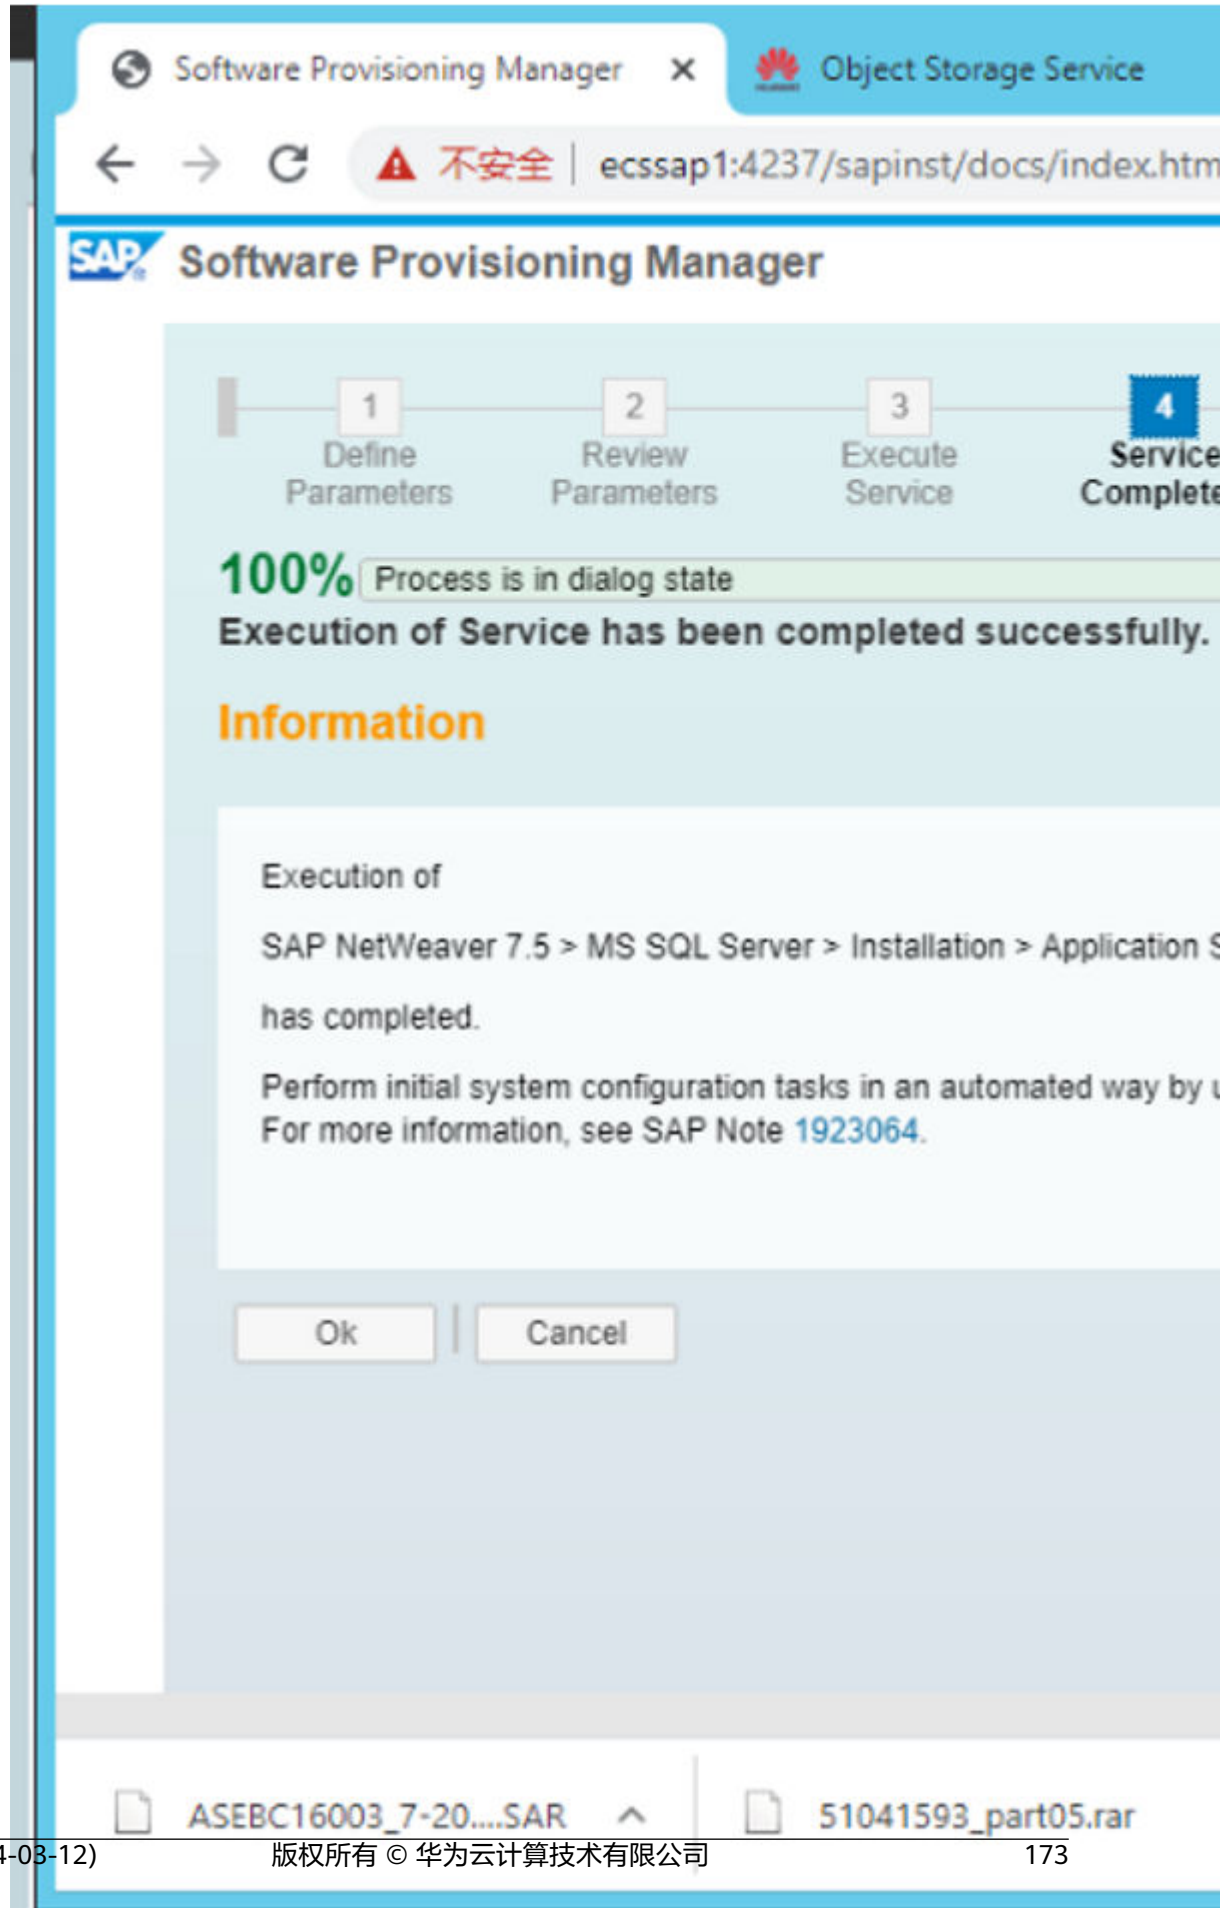 Software Provisioning Manager
Object Storage Service
不安全 | ecssap1:4237/sapinst/docs/index.htm
SAP Software Provisioning Manager
1 2 3 4
Define Parameters
Review Parameters
Execute Service
Service Complete
100% Process is in dialog state
Execution of Service has been completed successfully.
Information
Execution of
SAP NetWeaver 7.5 > MS SQL Server > Installation > Application S
has completed.
Perform initial system configuration tasks in an automated way by u
For more information, see SAP Note 1923064.
Ok Cancel
ASEBC16003_7-20....SAR 51041593_part05.rar
4-03-12) 版权所有 © 华为云计算技术有限公司 173